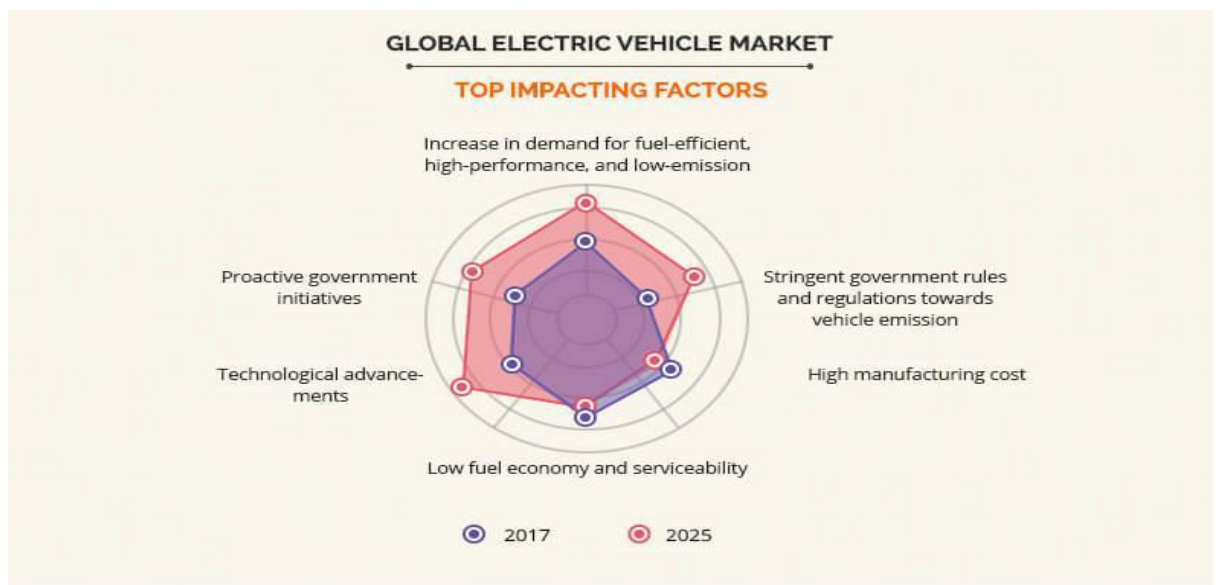 GLOBAL ELECTRIC VEHICLE MARKET
TOP IMPACTING FACTORS
Increase in demand for fuel-efficient,
high-performance, and low-emission
Proactive government
initiatives
Stringent government rules
and regulations towards
vehicle emission
Technological advance-
ments
High manufacturing cost
Low fuel economy and serviceability
2017
2025